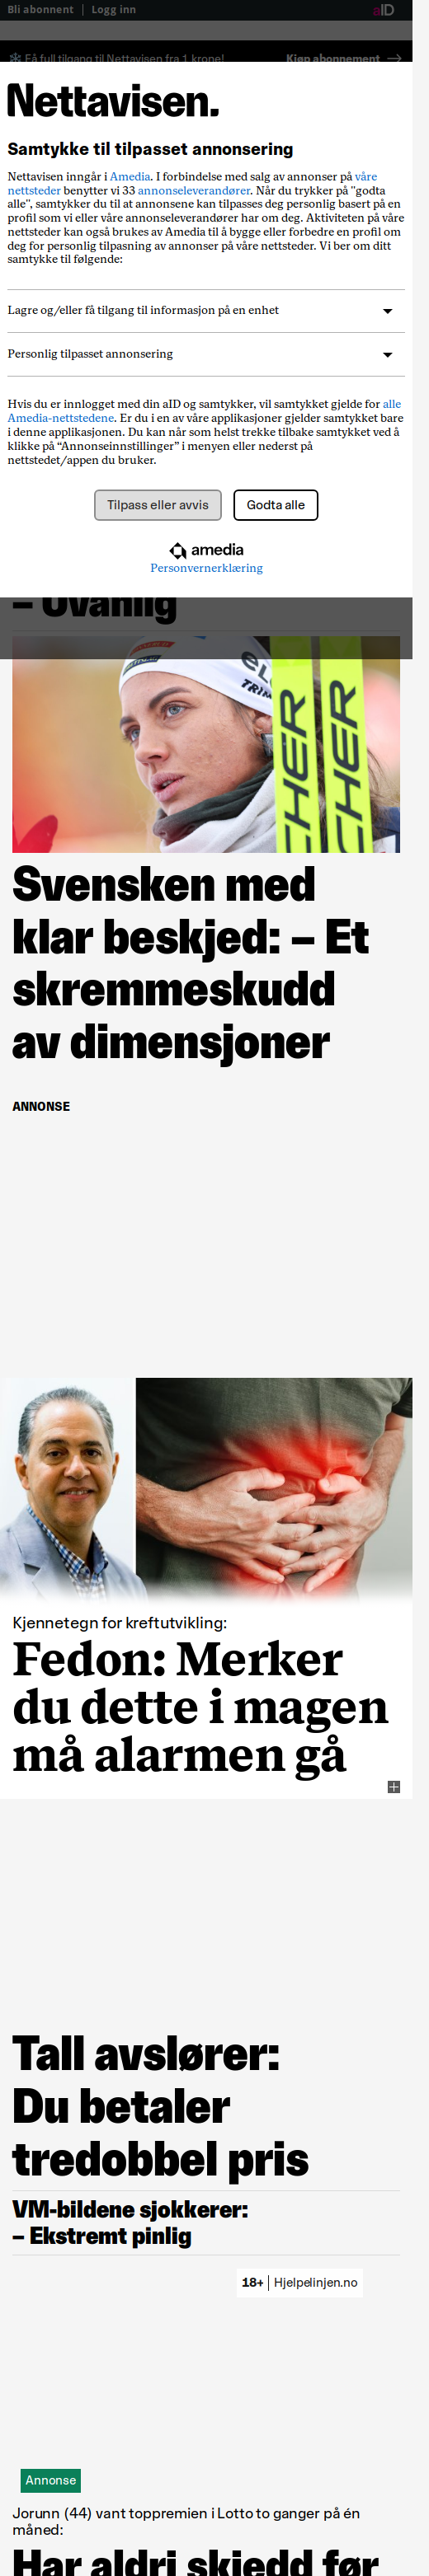 Bli abonnent | Logg inn
aID
Få full tilgang til Nettavisen fra 1 krone!
Kjøp abonnement
Nettavisen.
Samtykke til tilpasset annonsering
Nettavisen inngår i Amedia. I forbindelse med salg av annonser på våre
nettsteder benytter vi 33 annonseleverandører. Når du trykker på "godta
alle", samtykker du til at annonsene kan tilpasses deg personlig basert på en
profil som vi eller våre annonseleverandører har om deg. Aktiviteten på våre
nettsteder kan også brukes av Amedia til å bygge eller forbedre en profil om
deg for personlig tilpasning av annonser på våre nettsteder. Vi ber om ditt
samtykke til følgende:
Lagre og/eller få tilgang til informasjon på en enhet
Personlig tilpasset annonsering
Hvis du er innlogget med din aID og samtykker, vil samtykket gjelde for alle
Amedia-nettstedene. Er du i en av våre applikasjoner gjelder samtykket bare
i denne applikasjonen. Du kan når som helst trekke tilbake samtykket ved å
klikke på “Annonseinnstillinger” i menyen eller nederst på
nettstedet/appen du bruker.
Tilpass eller avvis
Godta alle
amedia
Personvernerklæring
– Uvanlig
Svensken med
klar beskjed: – Et
skremmeskudd
av dimensjoner
ANNONSE
Kjennetegn for kreftutvikling:
Fedon: Merker
du dette i magen
må alarmen gå
Tall avslører:
Du betaler
tredobbel pris
VM-bildene sjokkerer:
– Ekstremt pinlig
18+ | Hjelpelinjen.no
Annonse
Jorunn (44) vant toppremien i Lotto to ganger på én
måned:
Har aldri skjedd før